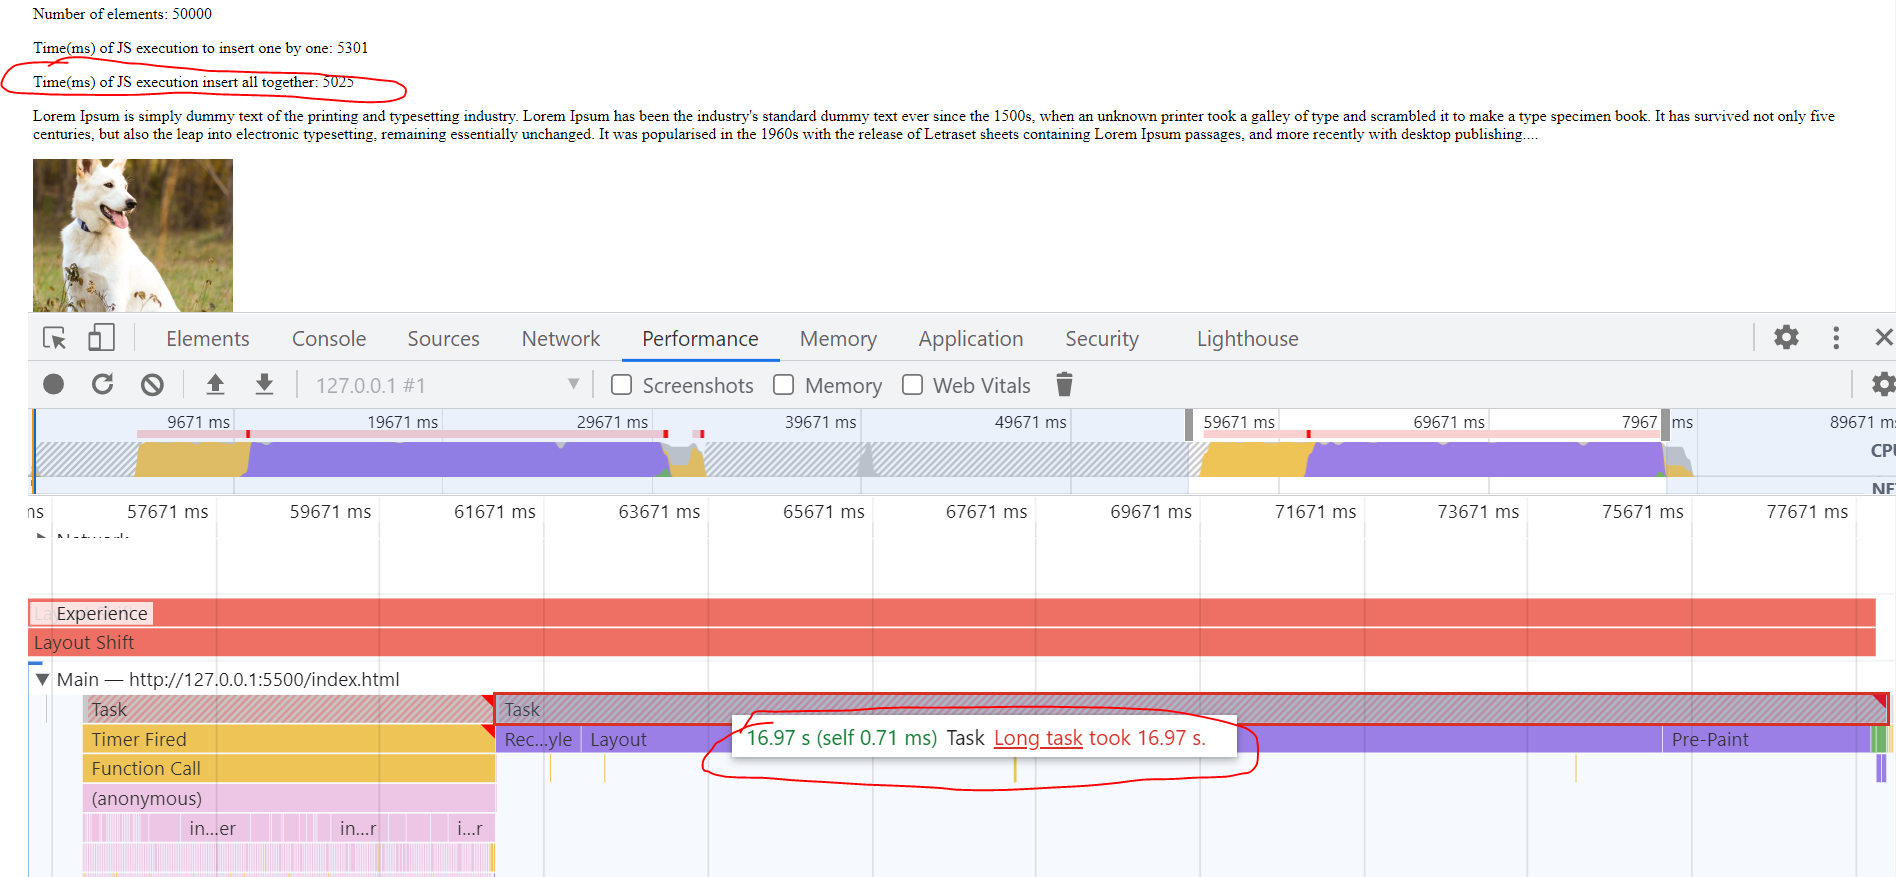 Number of elements: 50000
Time(ms) of JS execution to insert one by one: 5301
Time(ms) of JS execution insert all together: 5025
Lorem Ipsum is simply dummy text of the printing and typesetting industry. Lorem Ipsum has been the industry's standard dummy text ever since the 1500s, when an unknown printer took a galley of type and scrambled it to make a type specimen book. It has survived not only five
centuries, but also the leap into electronic typesetting, remaining essentially unchanged. It was popularised in the 1960s with the release of Letraset sheets containing Lorem Ipsum passages, and more recently with desktop publishing....
Elements Console Sources Network Performance Memory Application Security Lighthouse
127.0.0.1 #1 Screenshots Memory Web Vitals
9671 ms 19671 ms 29671 ms 39671 ms 49671 ms 59671 ms 69671 ms 7967 ms 89671 ms
CPU
NET
ms 57671 ms 59671 ms 61671 ms 63671 ms 65671 ms 67671 ms 69671 ms 71671 ms 73671 ms 75671 ms 77671 ms
Network
Experience
Layout Shift
Main — http://127.0.0.1:5500/index.html
Task Task
Timer Fired Rec...yle Layout 16.97 s (self 0.71 ms) Task Long task took 16.97 s. Pre-Paint
Function Call
(anonymous)
in...er in...r i...r